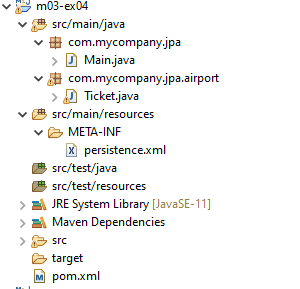 m03-ex04
src/main/java
com.mycompany.jpa
Main.java
com.mycompany.jpa.airport
Ticket.java
src/main/resources
META-INF
persistence.xml
src/test/java
src/test/resources
JRE System Library [JavaSE-11]
Maven Dependencies
src
target
pom.xml